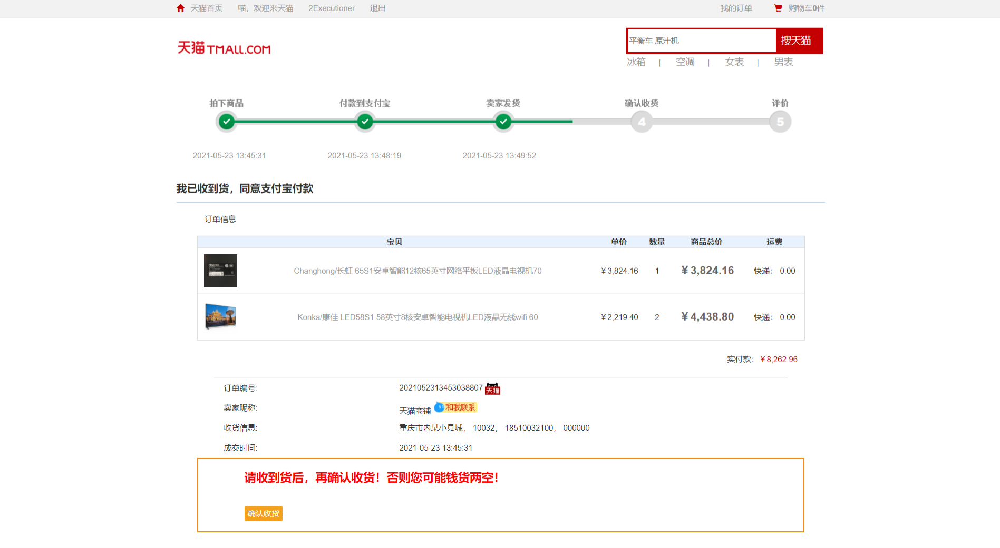 天猫首页 喵，欢迎来天猫 2Executioner 退出 我的订单 购物车0件
天猫 TMALL.COM
平衡车 原汁机 搜天猫
冰箱 | 空调 | 女表 | 男表
拍下商品 付款到支付宝 卖家发货 确认收货 评价
4 5
2021-05-23 13:45:31 2021-05-23 13:48:19 2021-05-23 13:49:52
我已收到货，同意支付宝付款
订单信息
宝贝 单价 数量 商品总价 运费
Hisense
Changhong/长虹 65S1安卓智能12核65英寸网络平板LED液晶电视机70 ￥3,824.16 1 ￥3,824.16 快递： 0.00
Konka/康佳 LED58S1 58英寸8核安卓智能电视机LED液晶无线wifi 60 ￥2,219.40 2 ￥4,438.80 快递： 0.00
实付款：￥8,262.96
订单编号: 2021052313453038807 天猫
卖家昵称: 天猫商铺 和我联系
收货信息: 重庆市内某小县城， 10032， 18510032100， 000000
成交时间: 2021-05-23 13:45:31
请收到货后，再确认收货！否则您可能钱货两空！
确认收货